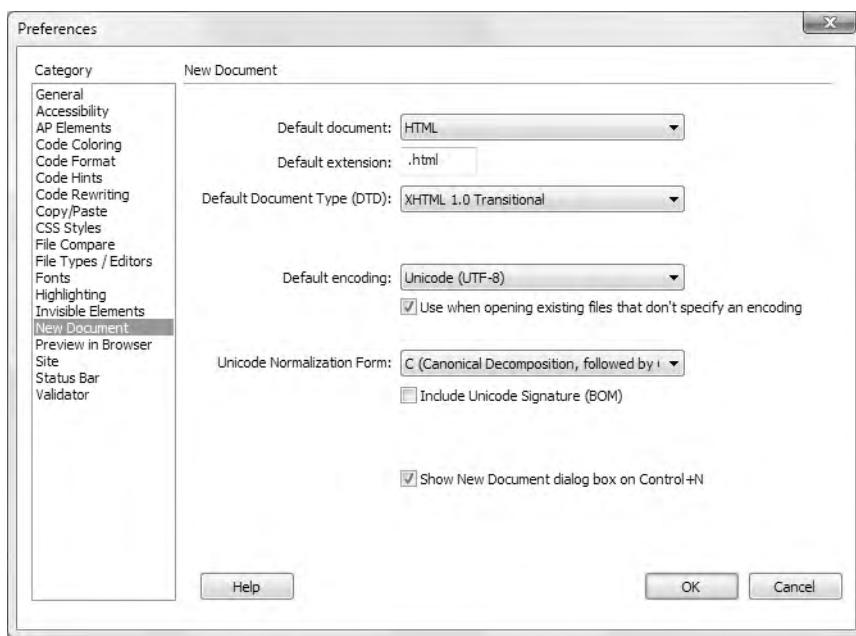 Preferences
X
Category
General
Accessibility
AP Elements
Code Coloring
Code Format
Code Hints
Code Rewriting
Copy/Paste
CSS Styles
File Compare
File Types / Editors
Fonts
Highlighting
Invisible Elements
New Document
Preview in Browser
Site
Status Bar
Validator
New Document
Default document: HTML
Default extension: .html
Default Document Type (DTD): XHTML 1.0 Transitional
Default encoding: Unicode (UTF-8)
Use when opening existing files that don't specify an encoding
Unicode Normalization Form: C (Canonical Decomposition, followed by
Include Unicode Signature (BOM)
Show New Document dialog box on Control+N
Help OK Cancel